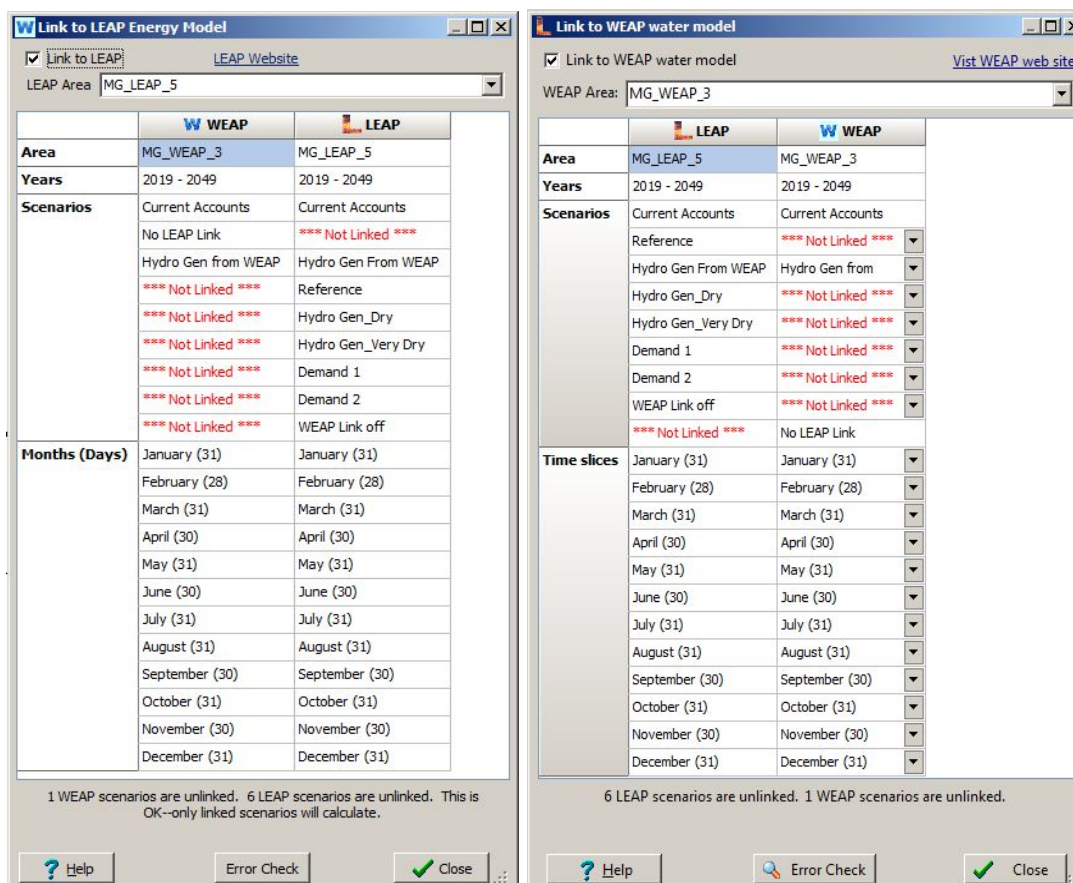 Link to LEAP Energy Model
Link to LEAP LEAP Website
LEAP Area MG_LEAP_5
WEAP LEAP
Area MG_WEAP_3 MG_LEAP_5
Years 2019 - 2049 2019 - 2049
Scenarios Current Accounts Current Accounts
No LEAP Link *** Not Linked ***
Hydro Gen from WEAP Hydro Gen From WEAP
*** Not Linked *** Reference
*** Not Linked *** Hydro Gen_Dry
*** Not Linked *** Hydro Gen_Very Dry
*** Not Linked *** Demand 1
*** Not Linked *** Demand 2
*** Not Linked *** WEAP Link off
Months (Days) January (31) January (31)
February (28) February (28)
March (31) March (31)
April (30) April (30)
May (31) May (31)
June (30) June (30)
July (31) July (31)
August (31) August (31)
September (30) September (30)
October (31) October (31)
November (30) November (30)
December (31) December (31)
1 WEAP scenarios are unlinked. 6 LEAP scenarios are unlinked. This is
OK--only linked scenarios will calculate.
Help Error Check Close
Link to WEAP water model
Link to WEAP water model Vist WEAP web site
WEAP Area: MG_WEAP_3
LEAP WEAP
Area MG_LEAP_5 MG_WEAP_3
Years 2019 - 2049 2019 - 2049
Scenarios Current Accounts Current Accounts
Reference *** Not Linked ***
Hydro Gen From WEAP Hydro Gen from
Hydro Gen_Dry *** Not Linked ***
Hydro Gen_Very Dry *** Not Linked ***
Demand 1 *** Not Linked ***
Demand 2 *** Not Linked ***
WEAP Link off *** Not Linked ***
*** Not Linked *** No LEAP Link
Time slices January (31) January (31)
February (28) February (28)
March (31) March (31)
April (30) April (30)
May (31) May (31)
June (30) June (30)
July (31) July (31)
August (31) August (31)
September (30) September (30)
October (31) October (31)
November (30) November (30)
December (31) December (31)
6 LEAP scenarios are unlinked. 1 WEAP scenarios are unlinked.
Help Error Check Close